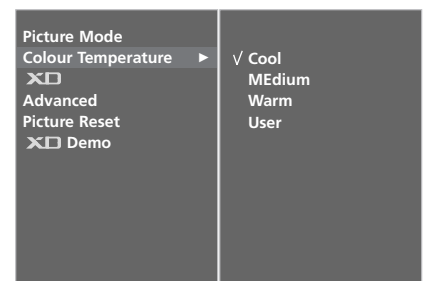 Picture Mode
Colour Temperature ►
XD
Advanced
Picture Reset
XD Demo
√ Cool
MEdium
Warm
User